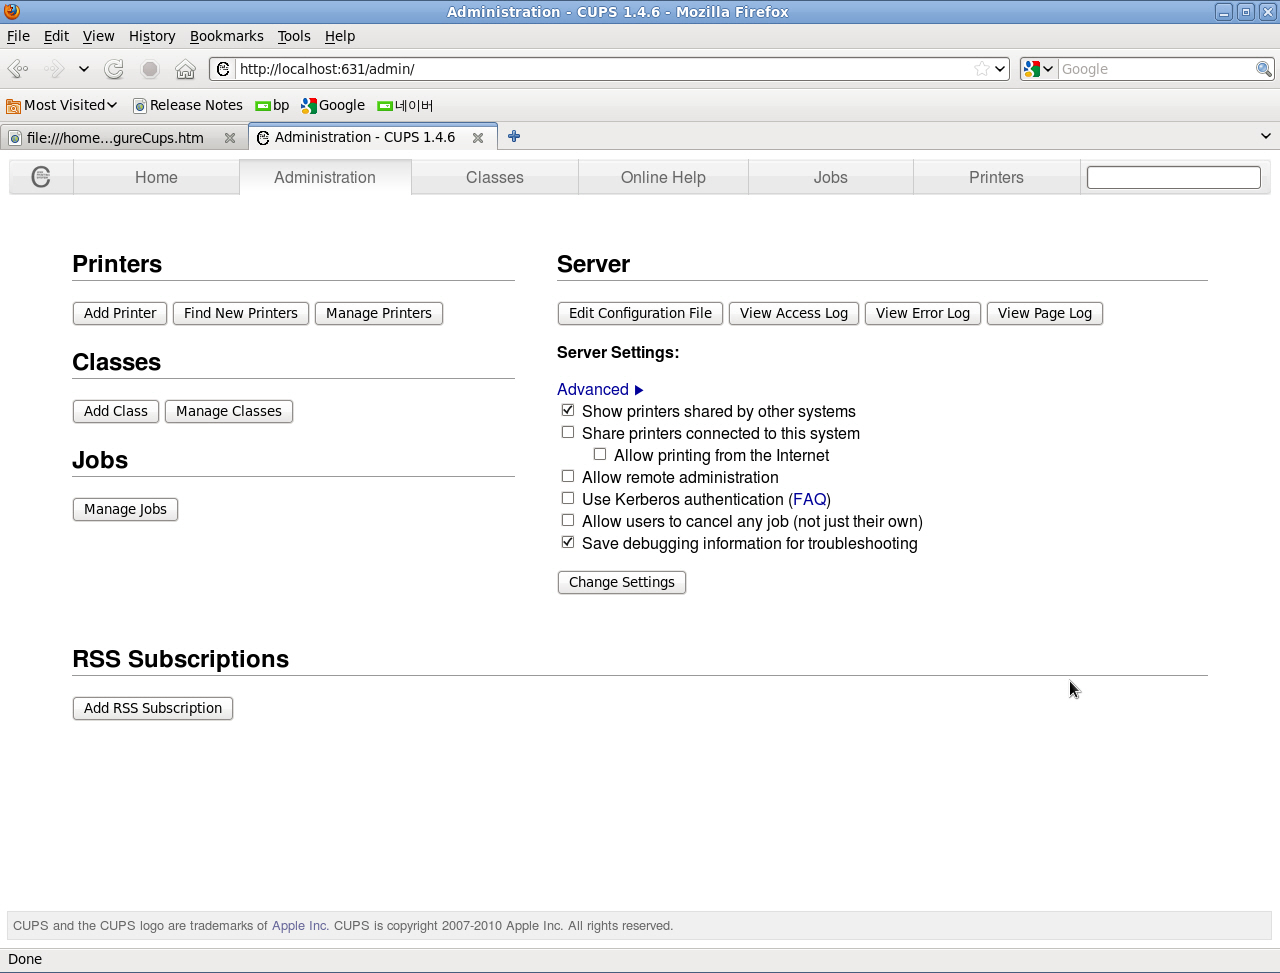 Administration - CUPS 1.4.6 - Mozilla Firefox
File Edit View History Bookmarks Tools Help
http://localhost:631/admin/ Google
Most Visited Release Notes bp Google 네이버
file:///home...gureCups.htm Administration - CUPS 1.4.6
Home Administration Classes Online Help Jobs Printers
Printers
Add Printer Find New Printers Manage Printers
Classes
Add Class Manage Classes
Jobs
Manage Jobs
Server
Edit Configuration File View Access Log View Error Log View Page Log
Server Settings:
Advanced
Show printers shared by other systems
Share printers connected to this system
Allow printing from the Internet
Allow remote administration
Use Kerberos authentication (FAQ)
Allow users to cancel any job (not just their own)
Save debugging information for troubleshooting
Change Settings
RSS Subscriptions
Add RSS Subscription
CUPS and the CUPS logo are trademarks of Apple Inc. CUPS is copyright 2007-2010 Apple Inc. All rights reserved.
Done